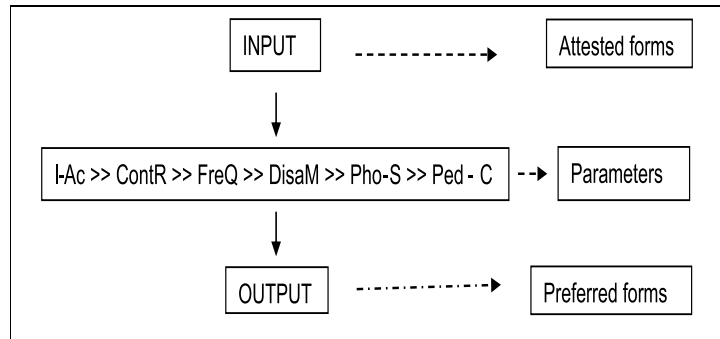 INPUT
Attested forms
I-Ac >> ContR >> FreQ >> DisaM >> Pho-S >> Ped - C
Parameters
OUTPUT
Preferred forms